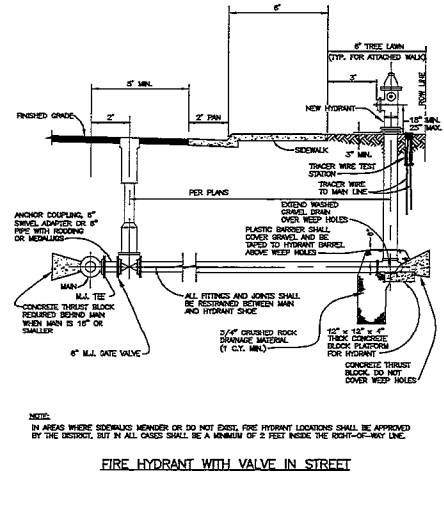 6'
6' TREE LAWN
(TYP. FOR ATTACHED WALK)
ROW LINE
5' MIN.
3'
FINISHED GRADE
2'
2' PAN
NEW HYDRANT
18" MIN.
25" MAX.
SIDEWALK
3" MIN.
TRACER WIRE TEST
STATION
TRACER WIRE
TO MAIN LINE
PER PLANS
EXTEND WASHED
GRAVEL DRAIN
OVER WEEP HOLES
ANCHOR COUPLING, 6"
SWIVEL ADAPTER OR 6"
PIPE WITH RODDING
OR MEGALUGS
PLASTIC BARRIER SHALL
COVER GRAVEL AND BE
TAPED TO HYDRANT BARREL
ABOVE WEEP HOLES
MAIN
M.J. TEE
CONCRETE THRUST BLOCK
REQUIRED BEHIND MAIN
WHEN MAIN IS 16" OR
SMALLER
ALL FITTINGS AND JOINTS SHALL
BE RESTRAINED BETWEEN MAIN
AND HYDRANT SHOE
6" M.J. GATE VALVE
3/4" CRUSHED ROCK
DRAINAGE MATERIAL
(1 C.Y. MIN.)
12" x 12" x 4"
THICK CONCRETE
BLOCK PLATFORM
FOR HYDRANT
CONCRETE THRUST
BLOCK. DO NOT
COVER WEEP HOLES
NOTE:
IN AREAS WHERE SIDEWALKS MEANDER OR DO NOT EXIST, FIRE HYDRANT LOCATIONS SHALL BE APPROVED
BY THE DISTRICT, BUT IN ALL CASES SHALL BE A MINIMUM OF 2 FEET INSIDE THE RIGHT-OF-WAY LINE.
FIRE HYDRANT WITH VALVE IN STREET